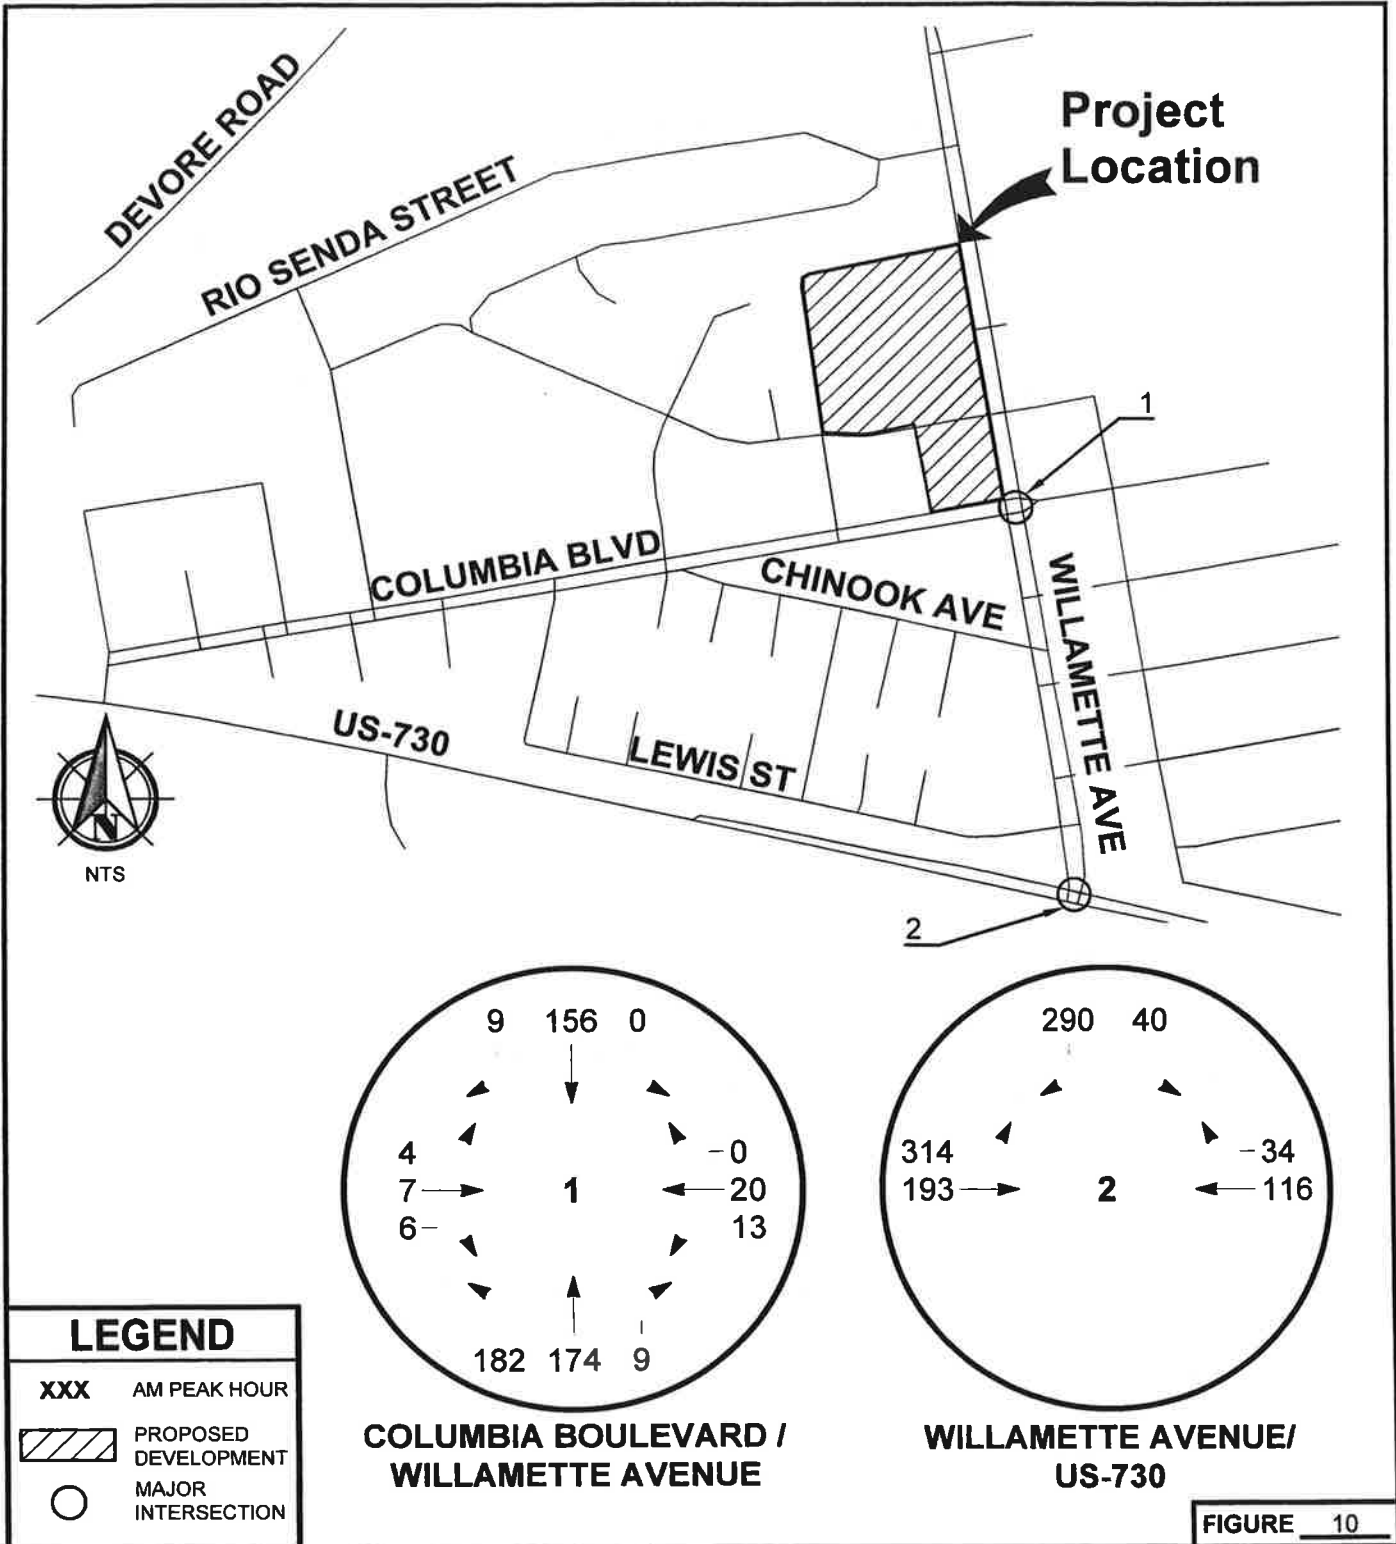 Project
Location
DEVORE ROAD
RIO SENDA STREET
1
COLUMBIA BLVD
CHINOOK AVE
WILLAMETTE AVE
US-730
LEWIS ST
N
NTS
2
9 156 0
4
7
6
1
0
20
13
182 174 9
COLUMBIA BOULEVARD /
WILLAMETTE AVENUE
290 40
314
193
2
34
116
WILLAMETTE AVENUE/
US-730
LEGEND
XXX AM PEAK HOUR
PROPOSED
DEVELOPMENT
MAJOR
INTERSECTION
FIGURE 10